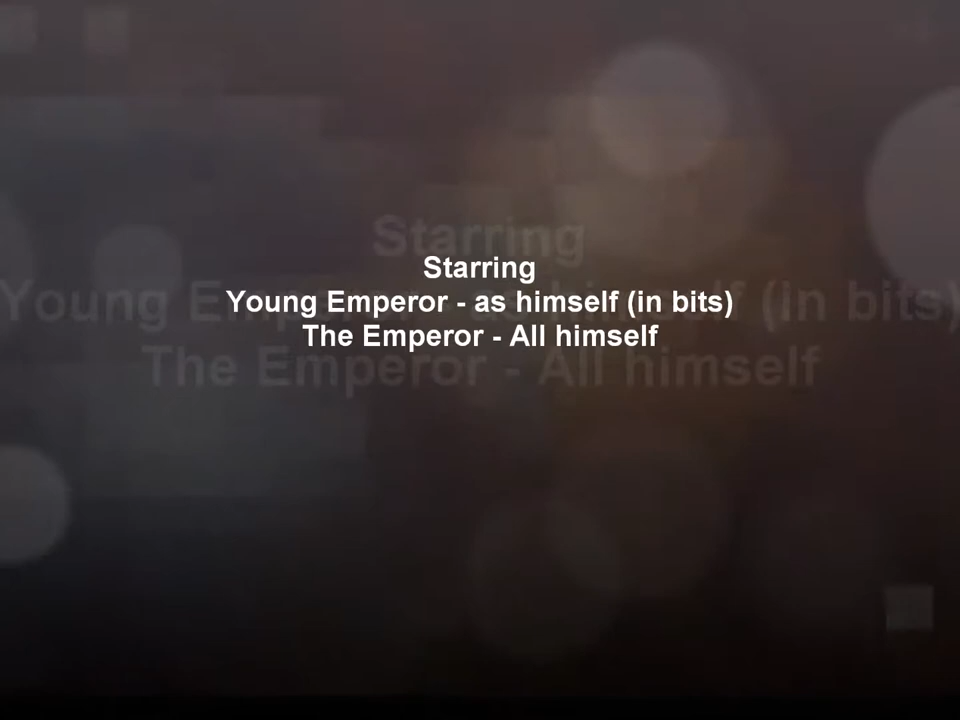 Starring
Young Emperor - as himself (in bits)
The Emperor - All himself